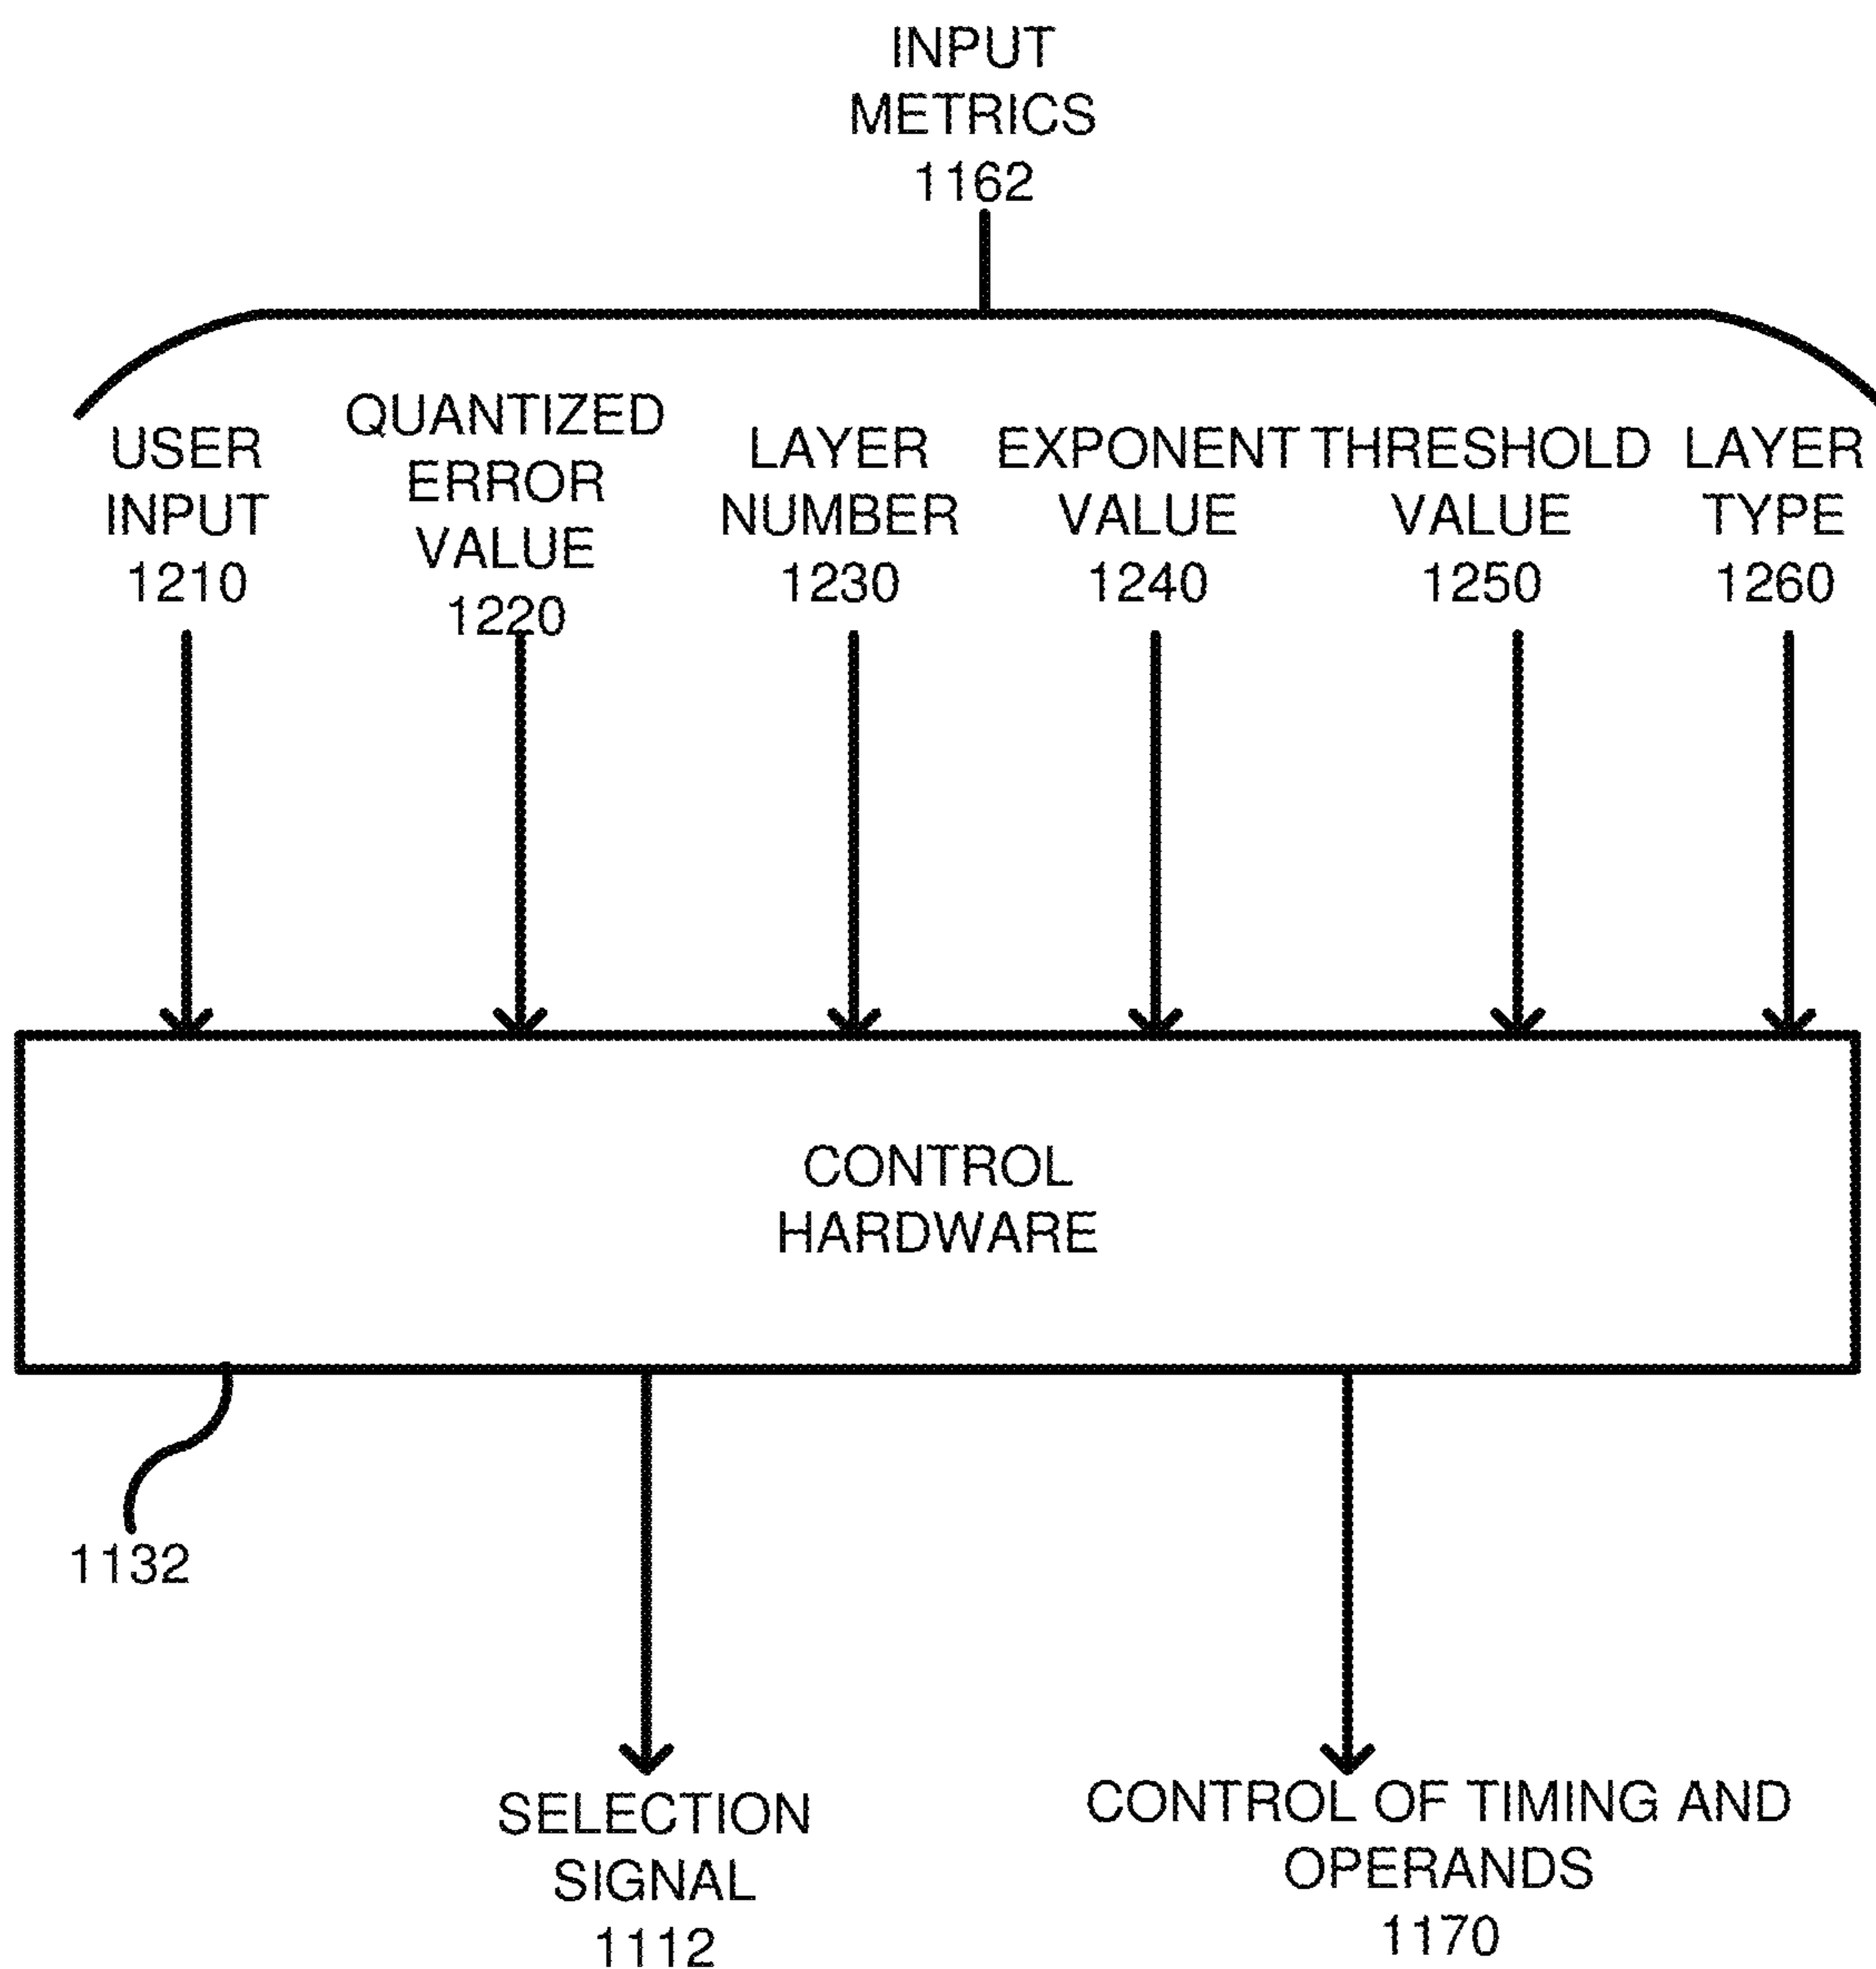 INPUT
METRICS
1162
USER
INPUT
1210
QUANTIZED
ERROR
VALUE
1220
LAYER
NUMBER
1230
EXPONENT
VALUE
1240
THRESHOLD
VALUE
1250
LAYER
TYPE
1260
CONTROL
HARDWARE
1132
SELECTION
SIGNAL
1112
CONTROL OF TIMING AND
OPERANDS
1170